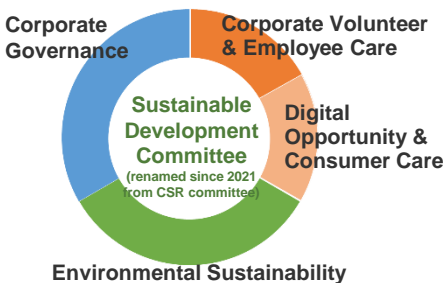 Corporate
Governance
Corporate Volunteer
& Employee Care
Sustainable
Development
Committee
(renamed since 2021
from CSR committee)
Digital
Opportunity &
Consumer Care
Environmental Sustainability